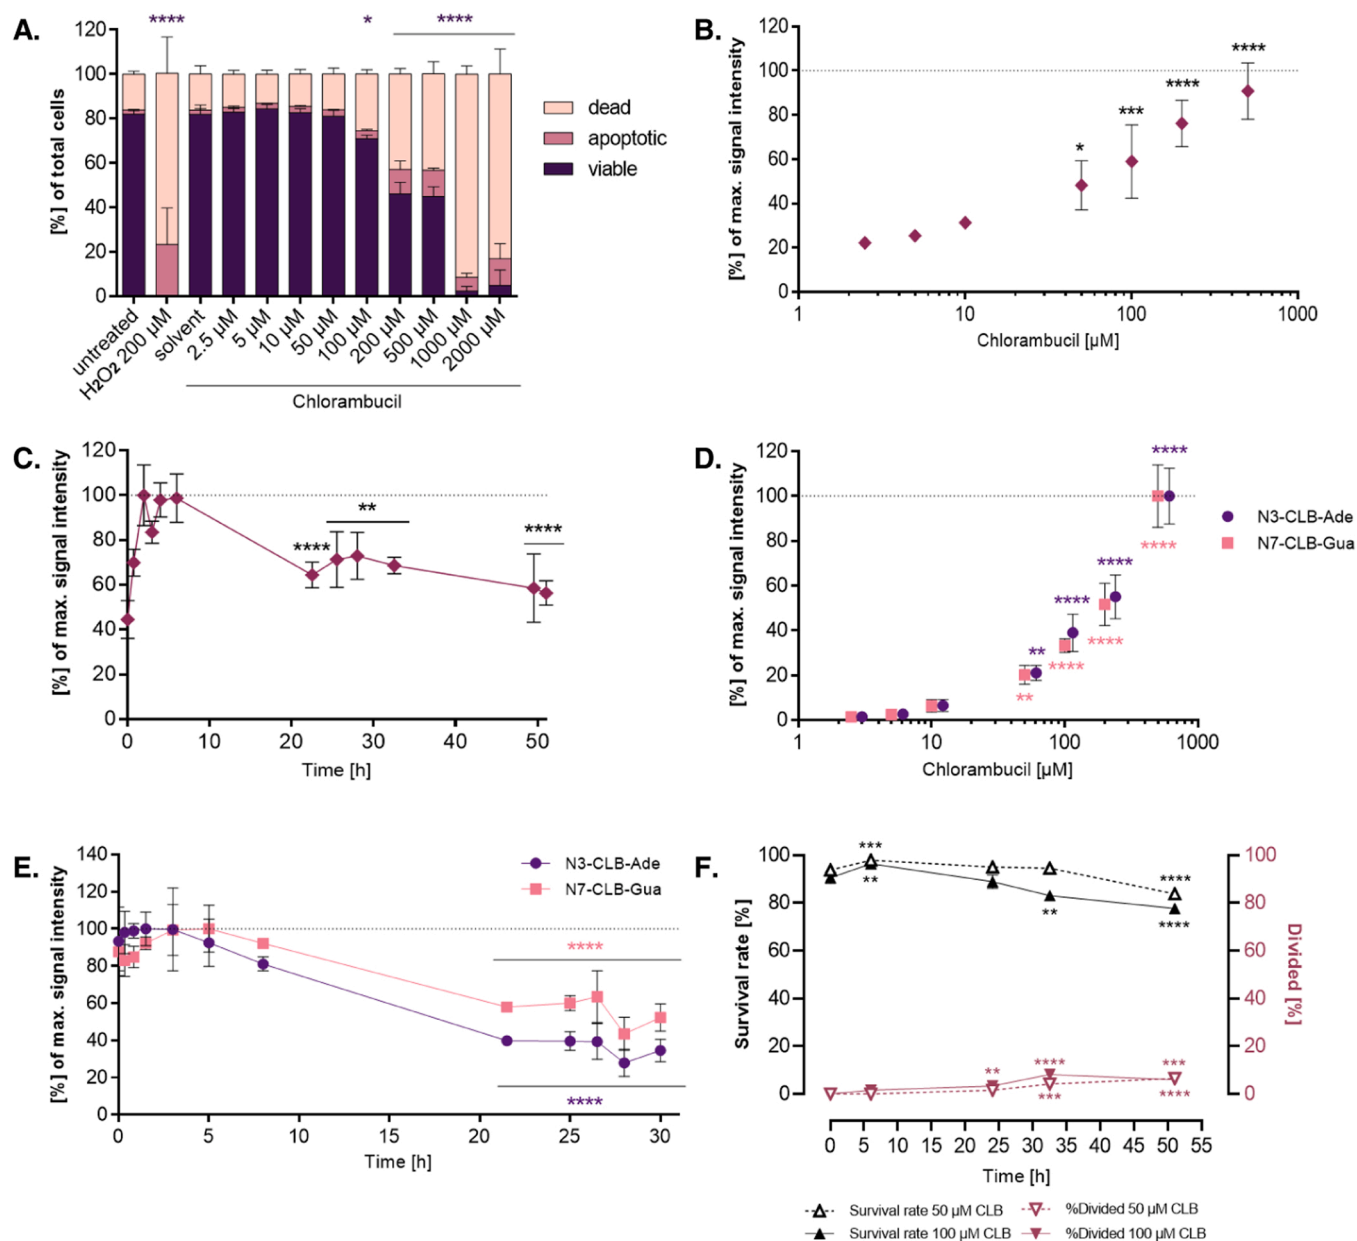 A.
[%] of total cells
120
100
80
60
40
20
0
****
*
****
dead
apoptotic
viable
untreated
H₂O₂ 200 µM
solvent
2.5 µM
5 µM
10 µM
50 µM
100 µM
200 µM
500 µM
1000 µM
2000 µM
Chlorambucil
B.
[%] of max. signal intensity
120
100
80
60
40
20
0
*
***
****
****
1
10
100
1000
Chlorambucil [µM]
C.
[%] of max. signal intensity
120
100
80
60
40
20
0
****
**
****
0
10
20
30
40
50
Time [h]
D.
[%] of max. signal intensity
120
100
80
60
40
20
0
**
**
****
****
****
****
****
****
N3-CLB-Ade
N7-CLB-Gua
1
10
100
1000
Chlorambucil [µM]
E.
[%] of max. signal intensity
140
120
100
80
60
40
20
0
N3-CLB-Ade
N7-CLB-Gua
****
****
0
5
10
15
20
25
30
Time [h]
F.
Survival rate [%]
100
80
60
40
20
0
***
**
**
****
****
**
****
***
***
****
100
80
60
40
20
0
Divided [%]
0
5
10
15
20
25
30
35
40
45
50
55
Time [h]
Survival rate 50 µM CLB
%Divided 50 µM CLB
Survival rate 100 µM CLB
%Divided 100 µM CLB